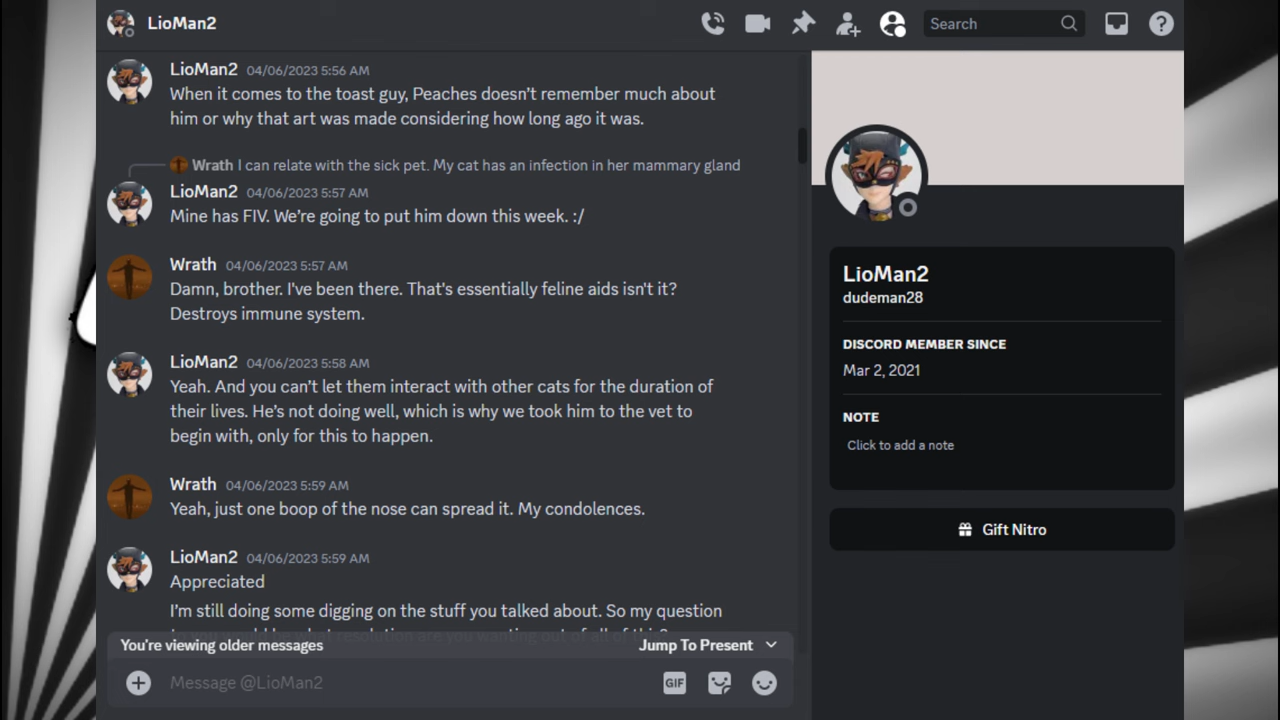 LioMan2
Search
LioMan2 04/06/2023 5:56 AM
When it comes to the toast guy, Peaches doesn’t remember much about
him or why that art was made considering how long ago it was.
Wrath I can relate with the sick pet. My cat has an infection in her mammary gland
LioMan2 04/06/2023 5:57 AM
Mine has FIV. We’re going to put him down this week. :/
Wrath 04/06/2023 5:57 AM
Damn, brother. I've been there. That's essentially feline aids isn't it?
Destroys immune system.
LioMan2 04/06/2023 5:58 AM
Yeah. And you can’t let them interact with other cats for the duration of
their lives. He’s not doing well, which is why we took him to the vet to
begin with, only for this to happen.
Wrath 04/06/2023 5:59 AM
Yeah, just one boop of the nose can spread it. My condolences.
LioMan2 04/06/2023 5:59 AM
Appreciated
I’m still doing some digging on the stuff you talked about. So my question
resolution are you wanting out of all of this?
You're viewing older messages
Jump To Present
Message @LioMan2
GIF
LioMan2
dudeman28
DISCORD MEMBER SINCE
Mar 2, 2021
NOTE
Click to add a note
Gift Nitro